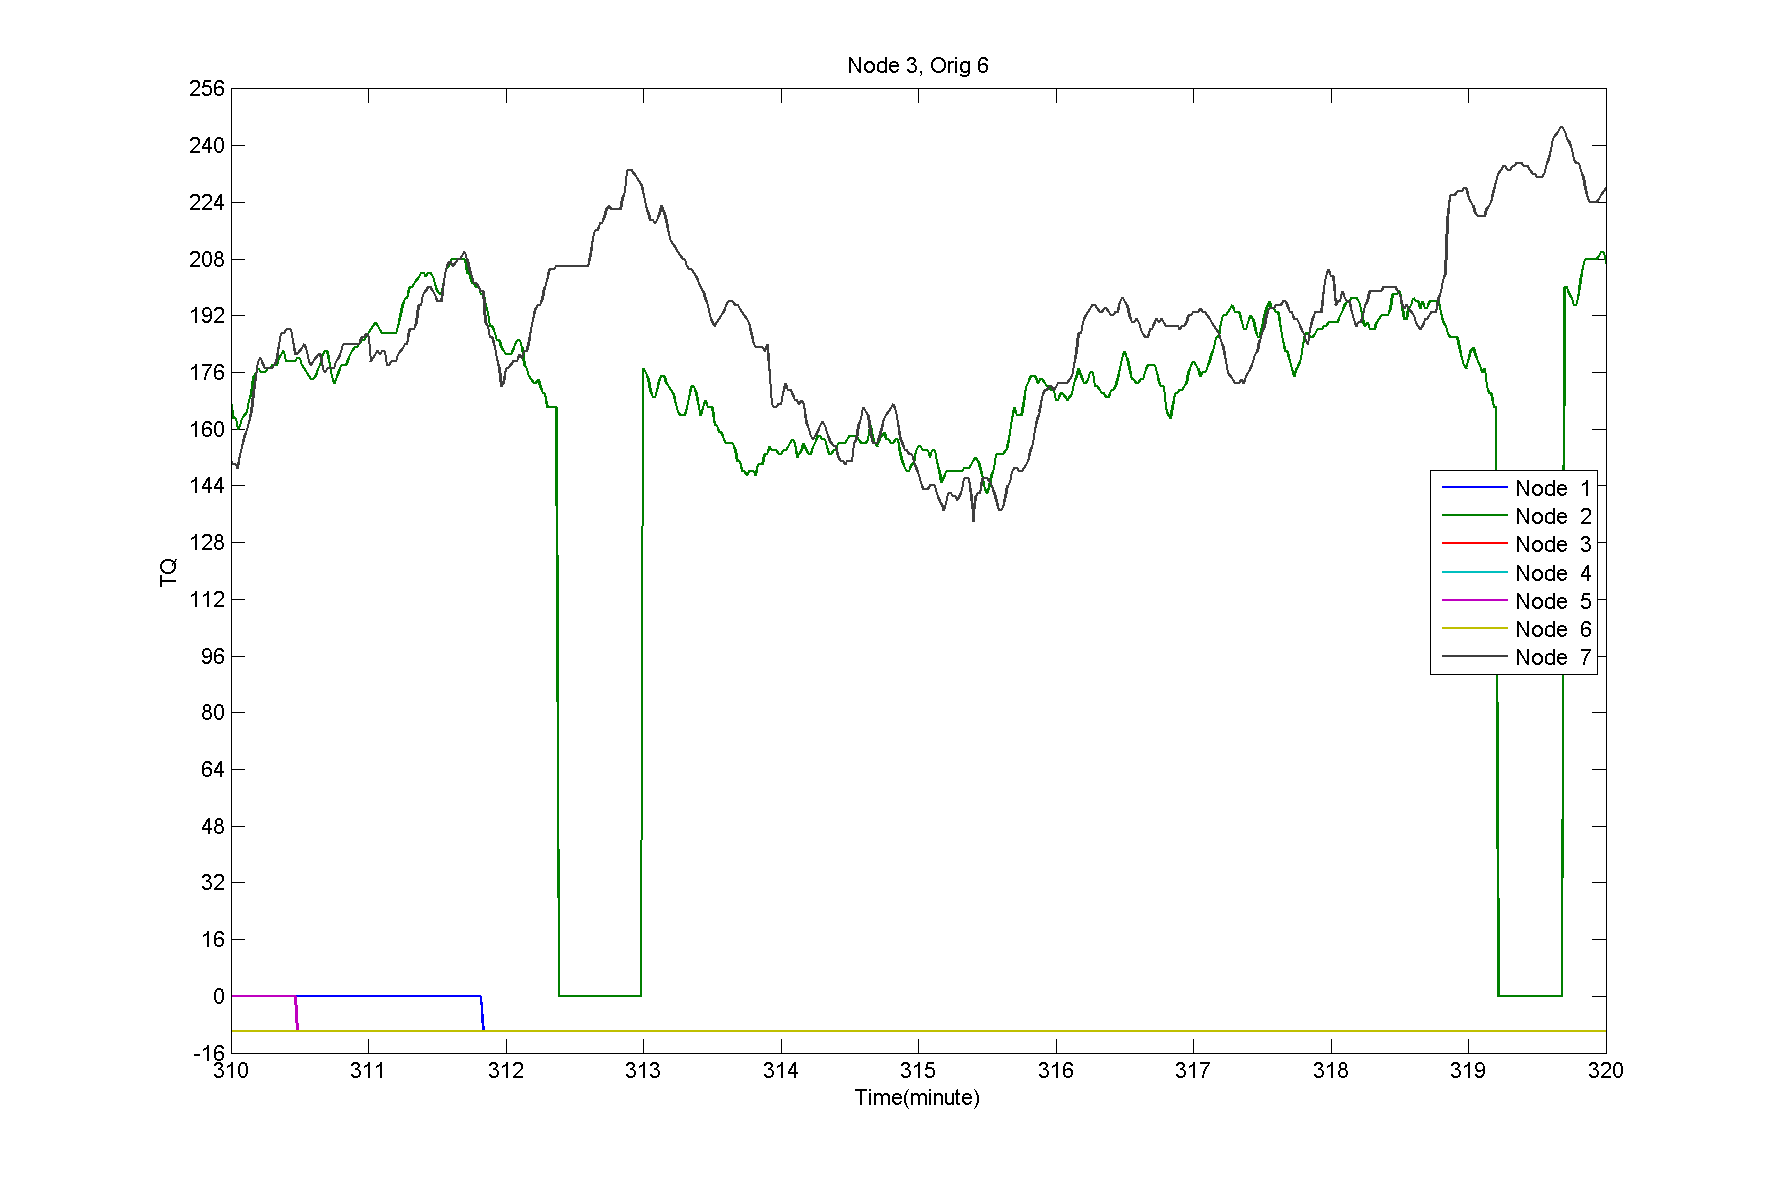 Node 3, Orig 6
256
240
224
208
192
176
160
144
128
112
96
80
64
48
32
16
0
-16
TQ
Node 1
Node 2
Node 3
Node 4
Node 5
Node 6
Node 7
310 311 312 313 314 315 316 317 318 319 320
Time(minute)